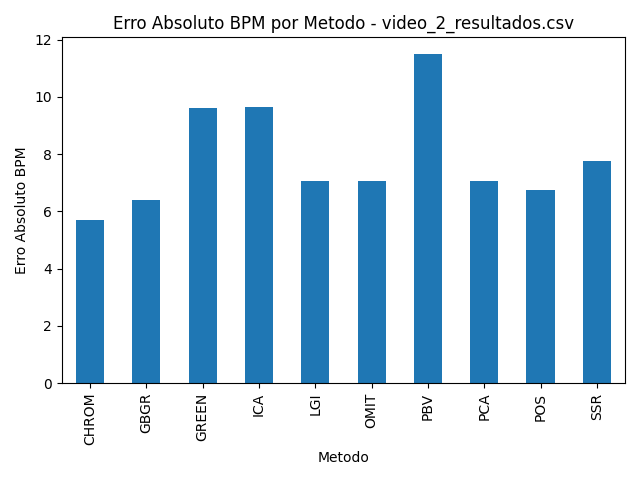 Erro Absoluto BPM por Metodo - video_2_resultados.csv
Erro Absoluto BPM
12
10
8
6
4
2
0
CHROM
GBGR
GREEN
ICA
LGI
OMIT
PBV
PCA
POS
SSR
Metodo